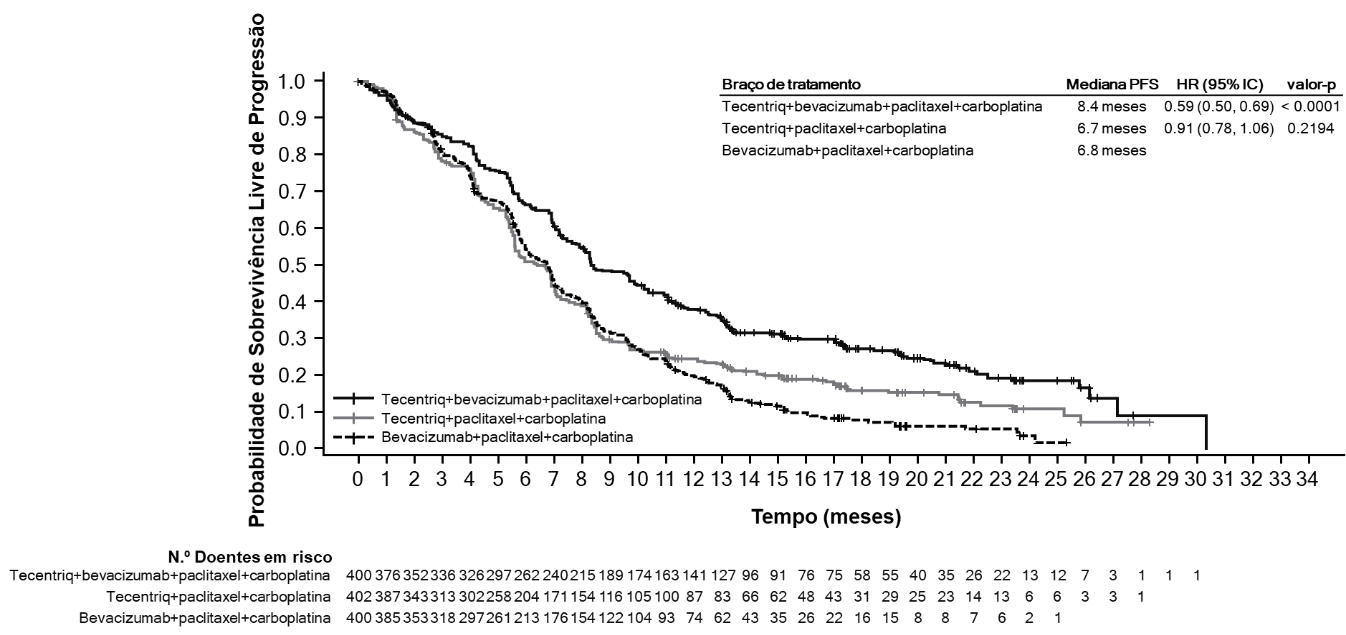 Probabilidade de Sobrevivência Livre de Progressão
1.0
0.9
0.8
0.7
0.6
0.5
0.4
0.3
0.2
0.1
0.0
Braço de tratamento Mediana PFS HR (95% IC) valor-p
Tecentriq+bevacizumab+paclitaxel+carboplatina 8.4 meses 0.59 (0.50, 0.69) < 0.0001
Tecentriq+paclitaxel+carboplatina 6.7 meses 0.91 (0.78, 1.06) 0.2194
Bevacizumab+paclitaxel+carboplatina 6.8 meses
Tecentriq+bevacizumab+paclitaxel+carboplatina
Tecentriq+paclitaxel+carboplatina
Bevacizumab+paclitaxel+carboplatina
0 1 2 3 4 5 6 7 8 9 10 11 12 13 14 15 16 17 18 19 20 21 22 23 24 25 26 27 28 29 30 31 32 33 34
Tempo (meses)
N.º Doentes em risco
Tecentriq+bevacizumab+paclitaxel+carboplatina 400 376 352 336 326 297 262 240 215 189 174 163 141 127 96 91 76 75 58 55 40 35 26 22 13 12 7 3 1 1 1
Tecentriq+paclitaxel+carboplatina 402 387 343 313 302 258 204 171 154 116 105 100 87 83 66 62 48 43 31 29 25 23 14 13 6 6 3 3 1
Bevacizumab+paclitaxel+carboplatina 400 385 353 318 297 261 213 176 154 122 104 93 74 62 43 35 26 22 16 15 8 8 7 6 2 1